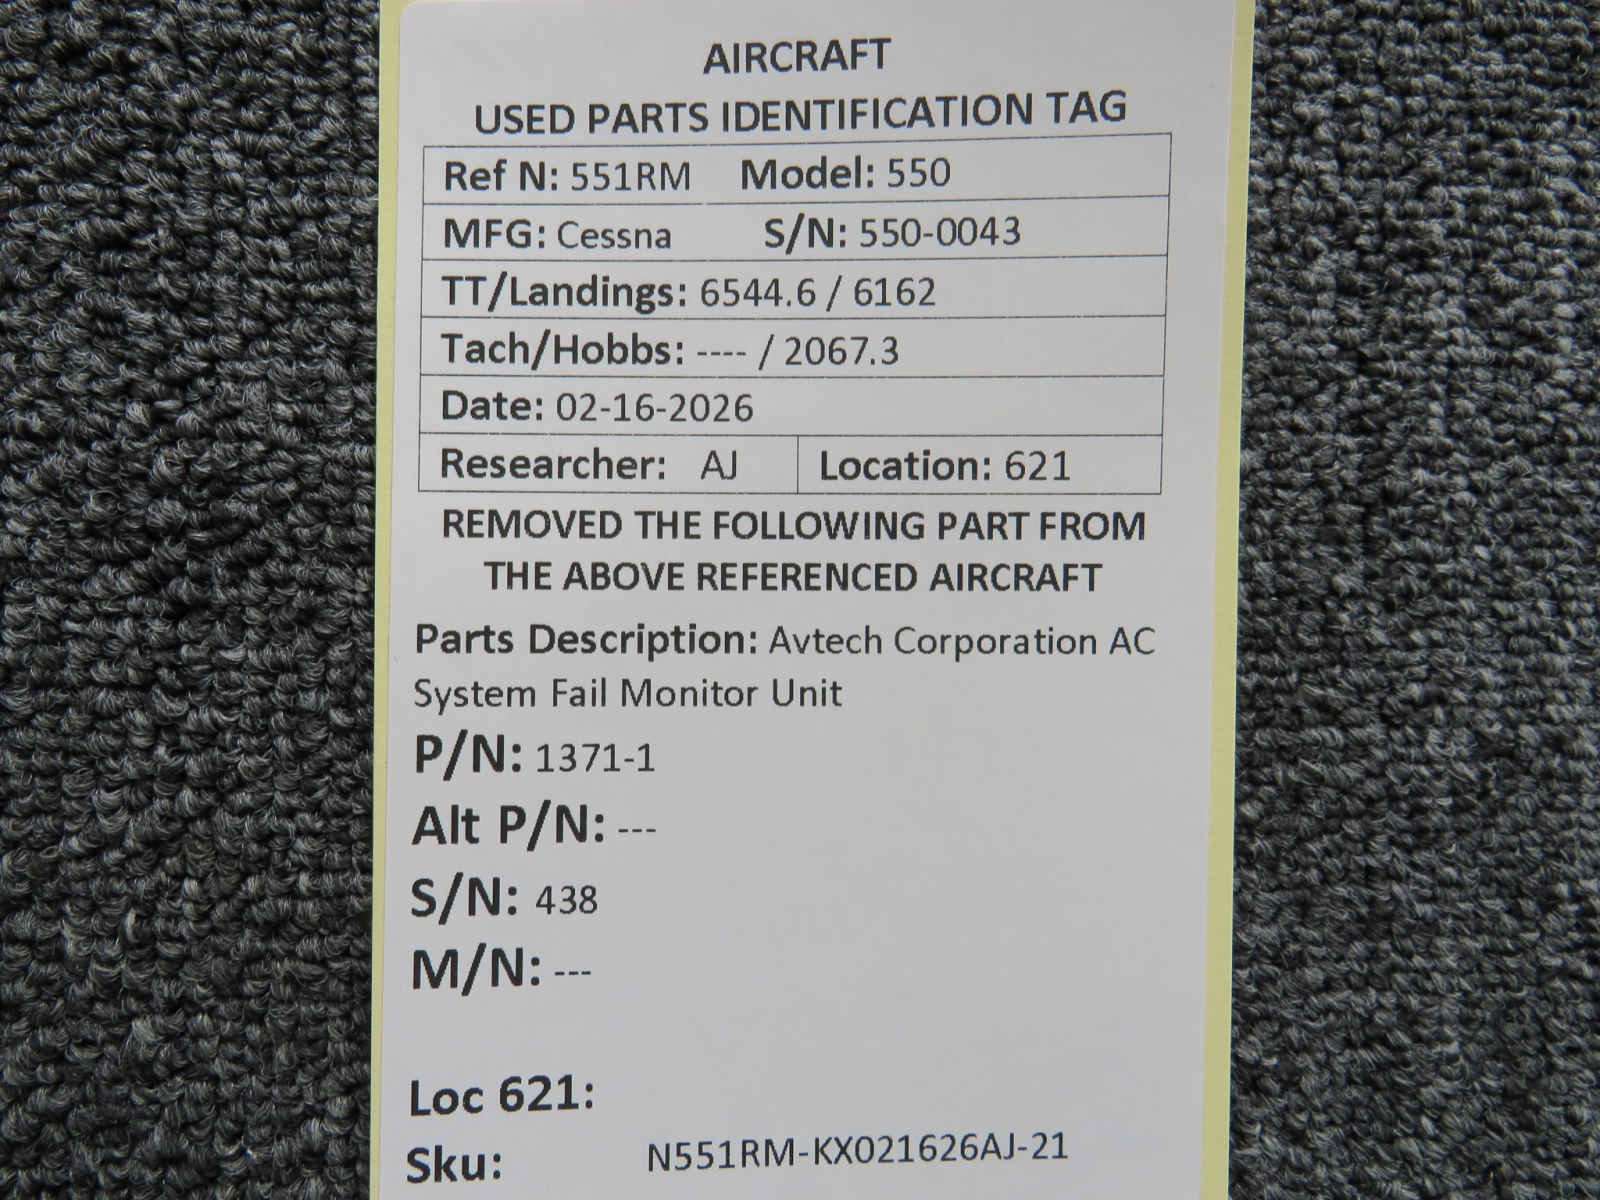 AIRCRAFT
USED PARTS IDENTIFICATION TAG
Ref N: 551RM Model: 550
MFG: Cessna S/N: 550-0043
TT/Landings: 6544.6 / 6162
Tach/Hobbs: ---- / 2067.3
Date: 02-16-2026
Researcher: AJ Location: 621
REMOVED THE FOLLOWING PART FROM
THE ABOVE REFERENCED AIRCRAFT
Parts Description: Avtech Corporation AC
System Fail Monitor Unit
P/N: 1371-1
Alt P/N: ---
S/N: 438
M/N: ---
Loc 621:
Sku: N551RM-KX021626AJ-21